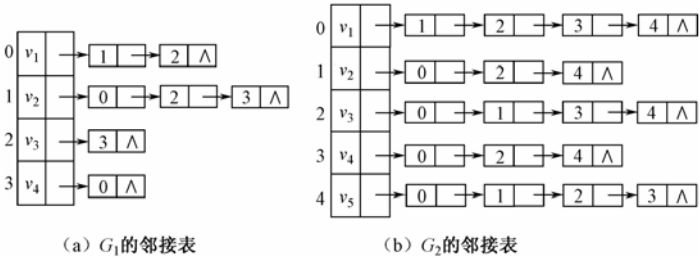 0 v₁ 1 2 ∧
1 v₂ 0 2 3 ∧
2 v₃ 3 ∧
3 v₄ 0 ∧
(a) G₁的邻接表
0 v₁ 1 2 3 4 ∧
1 v₂ 0 2 4 ∧
2 v₃ 0 1 3 4 ∧
3 v₄ 0 2 4 ∧
4 v₅ 0 1 2 3 ∧
(b) G₂的邻接表